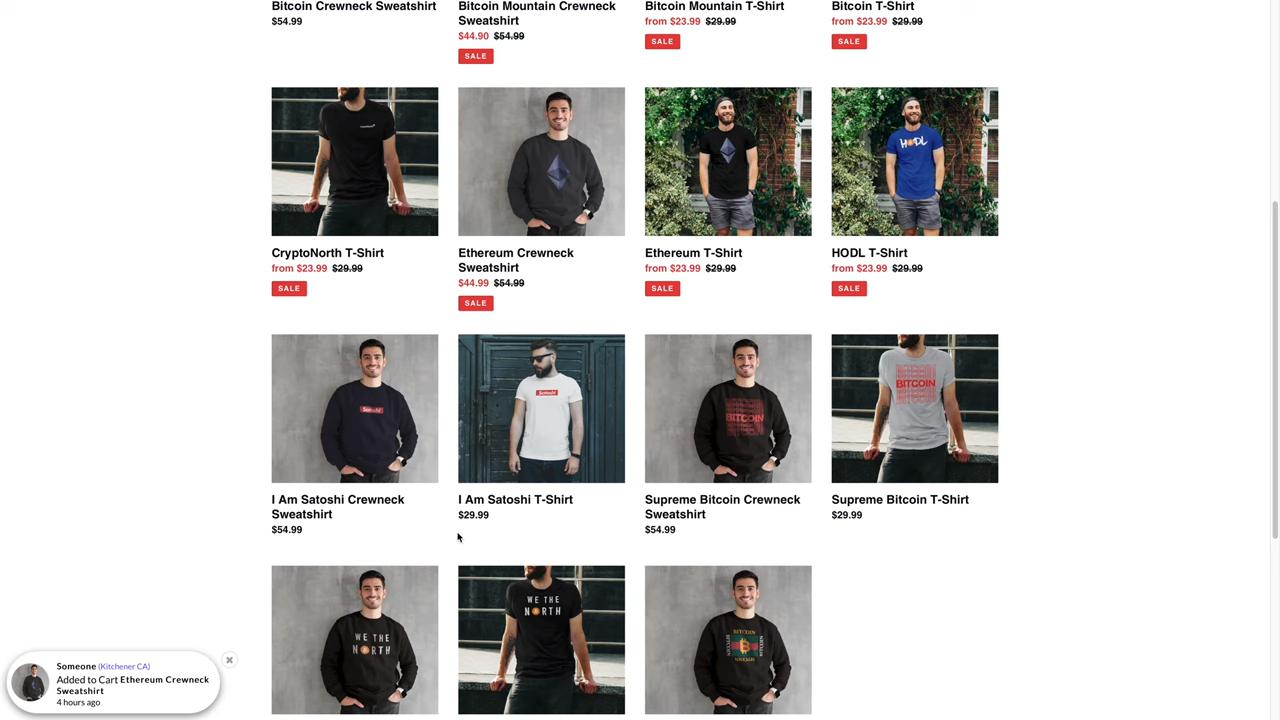 Bitcoin Crewneck Sweatshirt
$54.99
Bitcoin Mountain Crewneck
Sweatshirt
$44.90 $54.99
SALE
Bitcoin Mountain T-Shirt
from $23.99 $29.99
SALE
Bitcoin T-Shirt
from $23.99 $29.99
SALE
HODL
CryptoNorth T-Shirt
from $23.99 $29.99
SALE
Ethereum Crewneck
Sweatshirt
$44.99 $54.99
SALE
Ethereum T-Shirt
from $23.99 $29.99
SALE
HODL T-Shirt
from $23.99 $29.99
SALE
Satoshi
Satoshi
BITCOIN
BITCOIN
I Am Satoshi Crewneck
Sweatshirt
$54.99
I Am Satoshi T-Shirt
$29.99
Supreme Bitcoin Crewneck
Sweatshirt
$54.99
Supreme Bitcoin T-Shirt
$29.99
WE THE
NORTH
WE THE
NORTH
BITCOIN
BITCOIN
BITCOIN
BITCOIN
Someone (Kitchener CA)
Added to Cart Ethereum Crewneck
Sweatshirt
4 hours ago